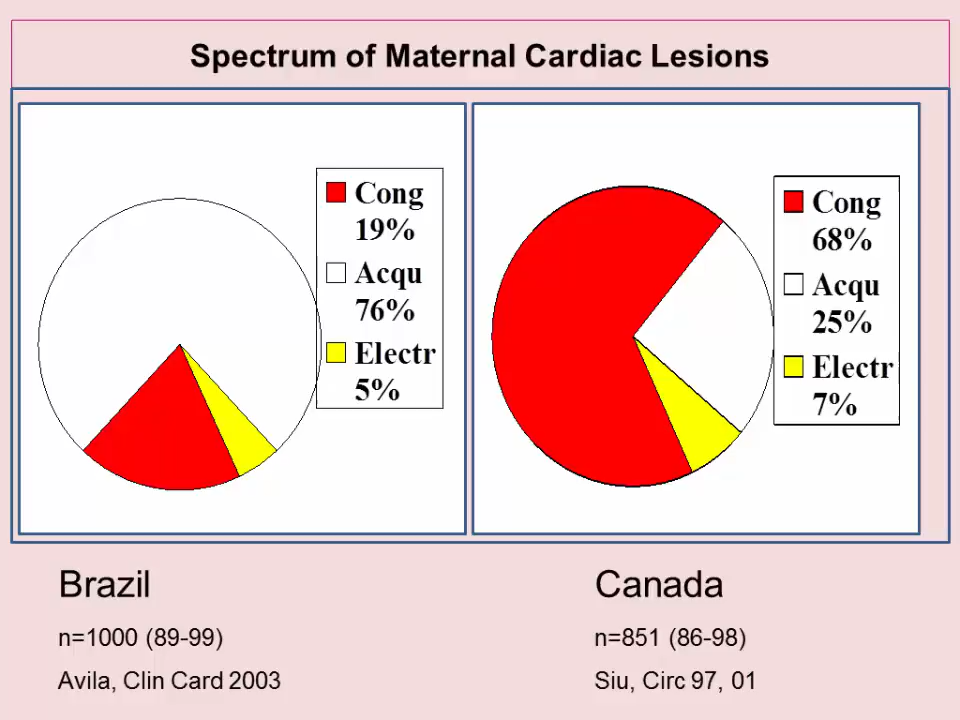 Spectrum of Maternal Cardiac Lesions
Cong
19%
Acqu
76%
Electr
5%
Cong
68%
Acqu
25%
Electr
7%
Brazil
n=1000 (89-99)
Avila, Clin Card 2003
Canada
n=851 (86-98)
Siu, Circ 97, 01